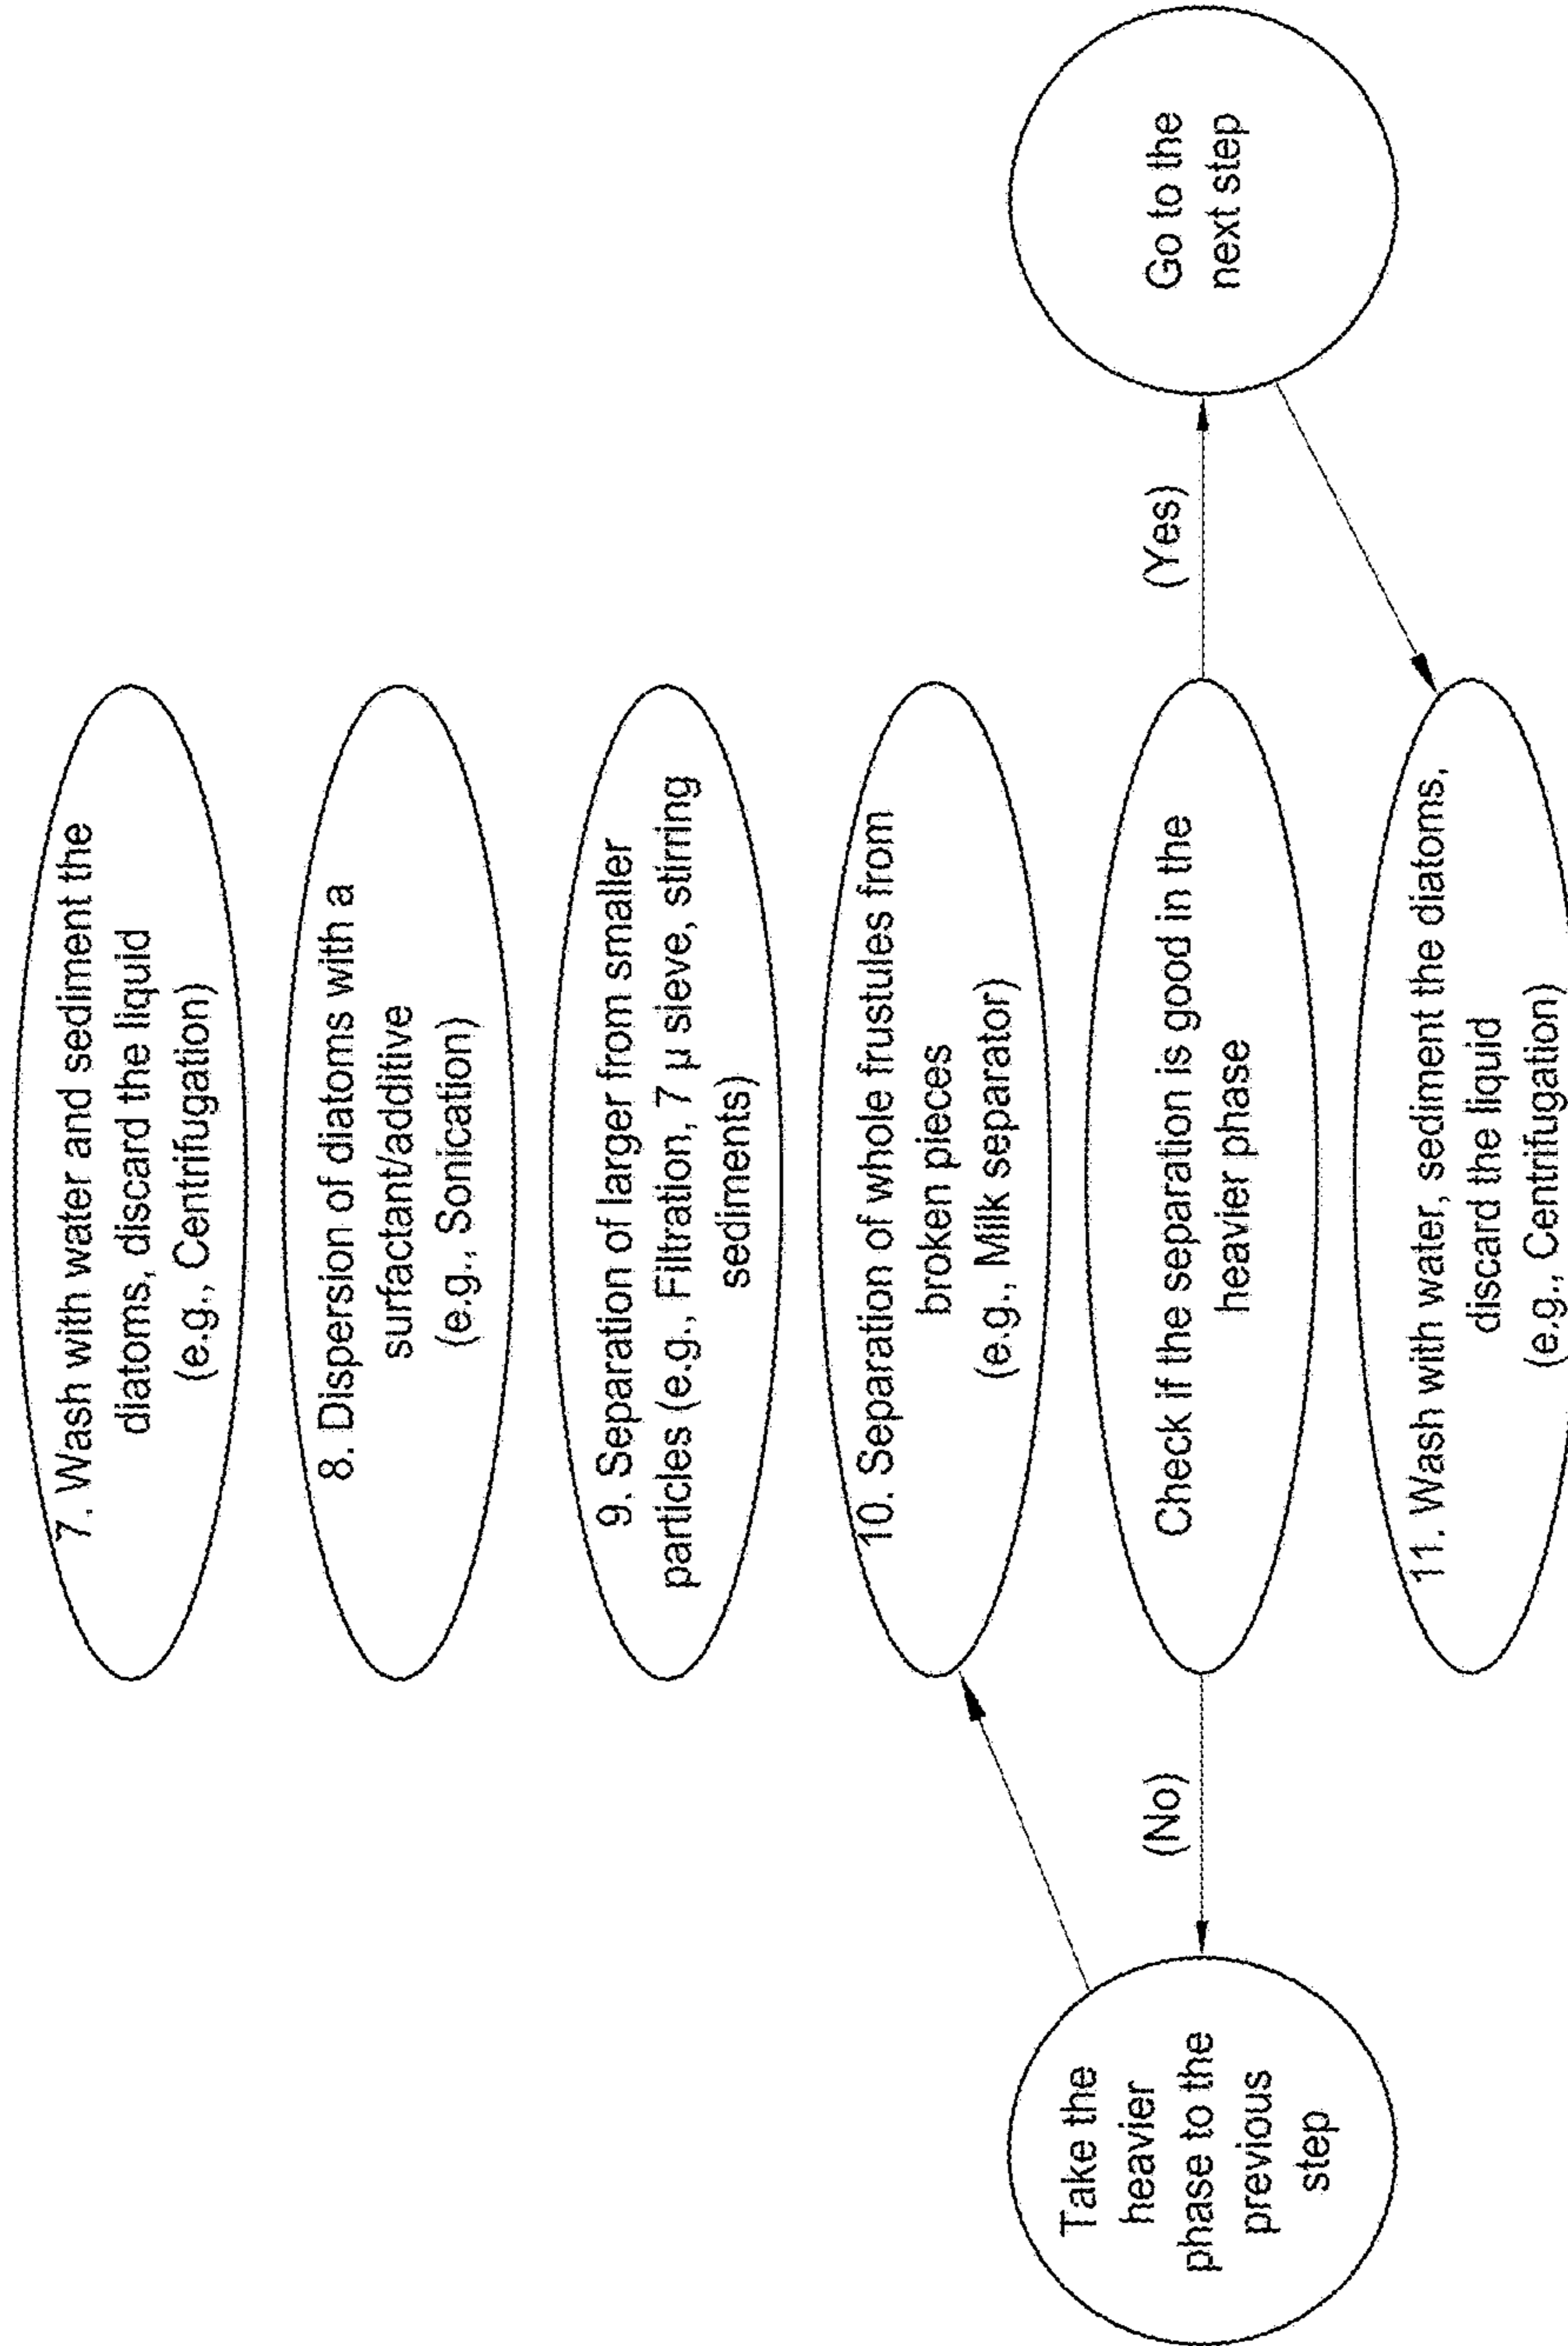 7. Wash with water and sediment the
diatoms, discard the liquid
(e.g., Centrifugation)
8. Dispersion of diatoms with a
surfactant/additive
(e.g., Sonication)
9. Separation of larger from smaller
particles (e.g., Filtration, 7 µ sieve, stirring
sediments)
10. Separation of whole frustules from
broken pieces
(e.g., Milk separator)
Take the
heavier
phase to the
previous
step
(No)
Check if the separation is good in the
heavier phase
(Yes)
Go to the
next step
11. Wash with water, sediment the diatoms,
discard the liquid
(e.g., Centrifugation)